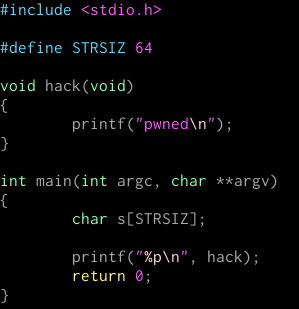 #include <stdio.h>
#define STRSIZ 64
void hack(void)
{
printf("pwned\n");
}
int main(int argc, char **argv)
{
char s[STRSIZ];
printf("%p\n", hack);
return 0;
}